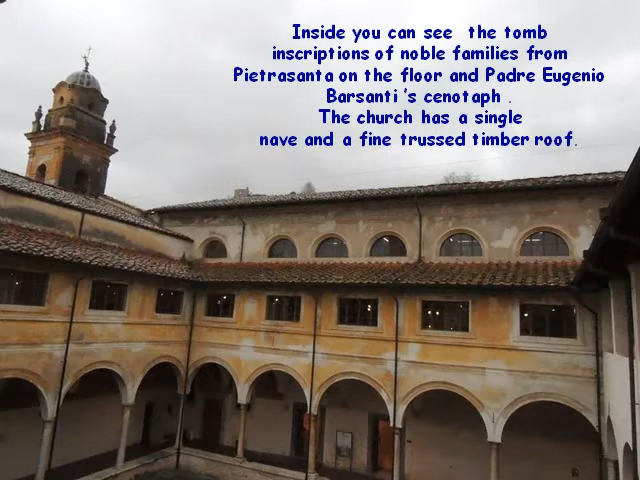 Inside you can see the tomb
inscriptions of noble families from
Pietrasanta on the floor and Padre Eugenio
Barsanti 's cenotaph .
The church has a single
nave and a fine trussed timber roof.